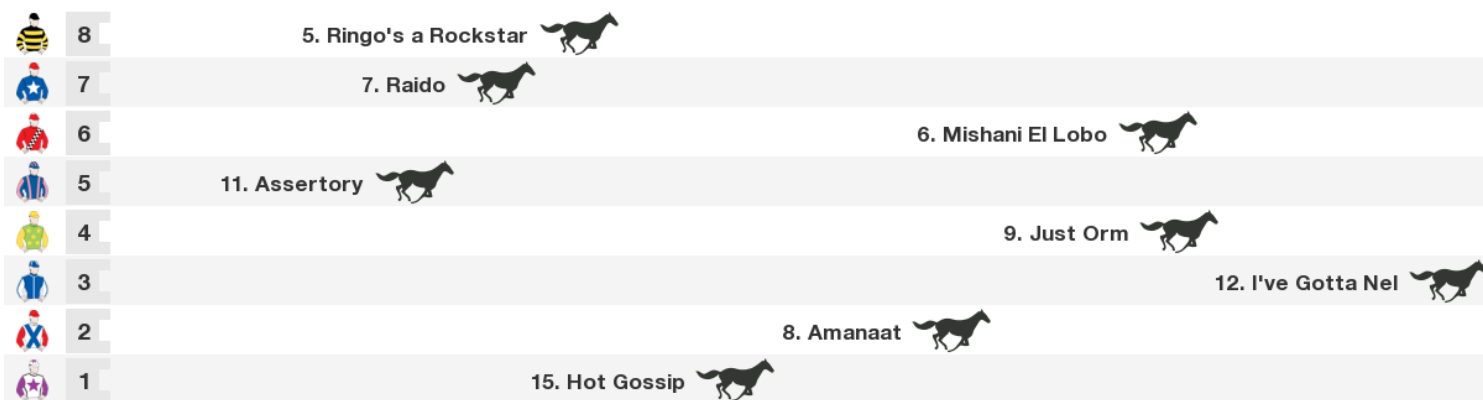 8 5. Ringo's a Rockstar
7 7. Raido
6 6. Mishani El Lobo
5 11. Assertory
4 9. Just Orm
3 12. I've Gotta Nel
2 8. Amanaat
1 15. Hot Gossip